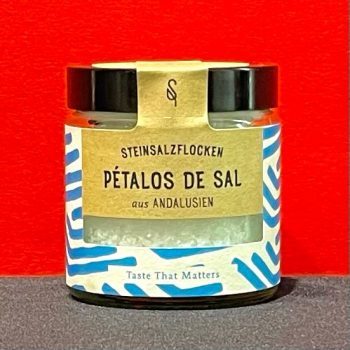 STEINSALZFLOCKEN
PÉTALOS DE SAL
aus ANDALUSIEN
Taste That Matters